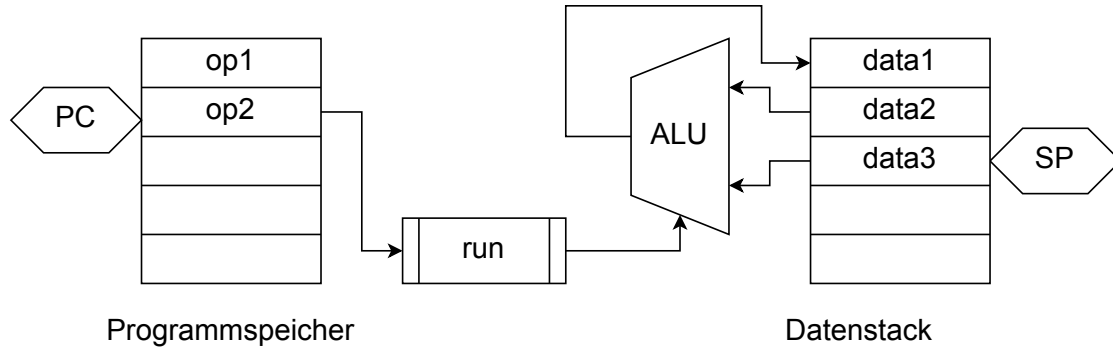 op1
PC
op2
run
ALU
data1
data2
data3
SP
Programmspeicher
Datenstack